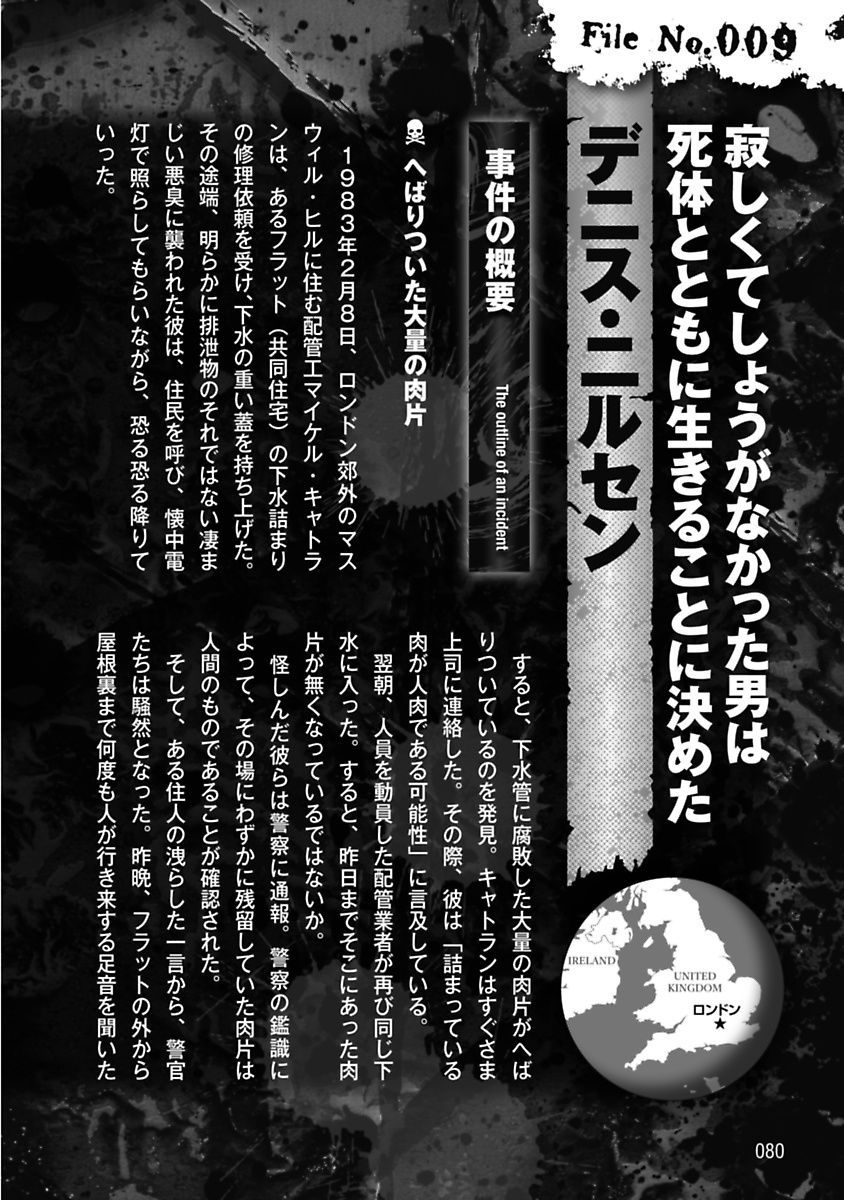 File No.009
寂しくてしょうがなかった男は
死体とともに生きることに決めた
デニス・ニルセン
事件の概要
The outline of an incident
へばりついた大量の肉片
1983年2月8日、ロンドン郊外のマス
ウィル・ヒルに住む配管工マイケル・キャトラ
ンは、あるフラット（共同住宅）の下水詰まり
の修理依頼を受け、下水の重い蓋を持ち上げた。
その途端、明らかに排泄物のそれではない凄ま
じい悪臭に襲われた彼は、住民を呼び、懐中電
灯で照らしてもらいながら、恐る恐る降りて
いった。
すると、下水管に腐敗した大量の肉片がへば
りついているのを発見。キャトランはすぐさま
上司に連絡した。その際、彼は「詰まっている
肉が人肉である可能性」に言及している。
翌朝、人員を動員した配管業者が再び同じ下
水に入った。すると、昨日までそこにあった肉
片が無くなっているではないか。
怪しんだ彼らは警察に通報。警察の鑑識に
よって、その場にわずかに残留していた肉片は
人間のものであることが確認された。
そして、ある住人の洩らした一言から、警官
たちは騒然となった。昨晩、フラットの外から
屋根裏まで何度も人が行き来する足音を聞いた
IRELAND
UNITED
KINGDOM
ロンドン
★
080